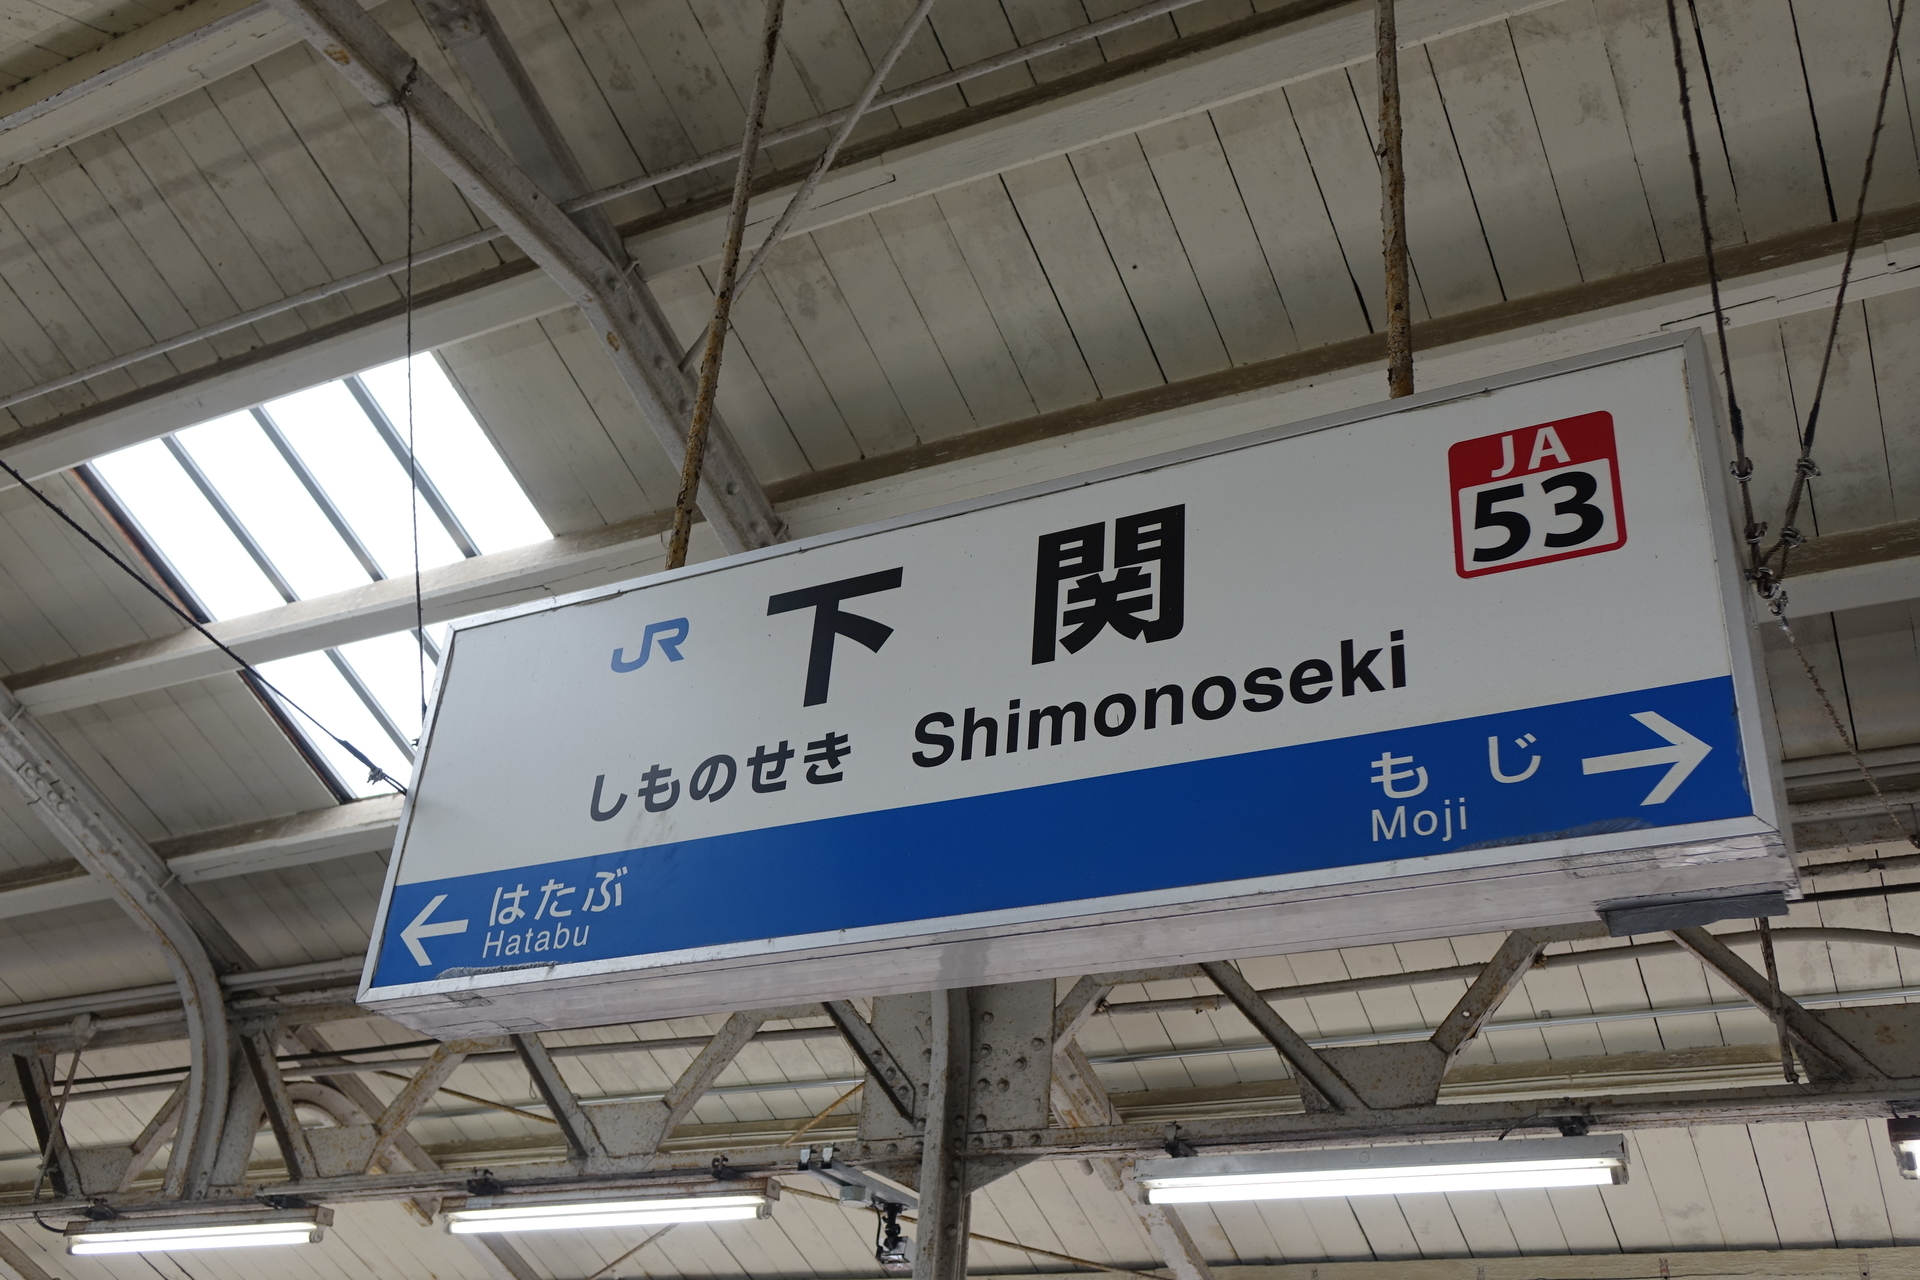 JA
53
JR 下関
しものせき Shimonoseki
はたぶ
Hatabu
もじ
Moji